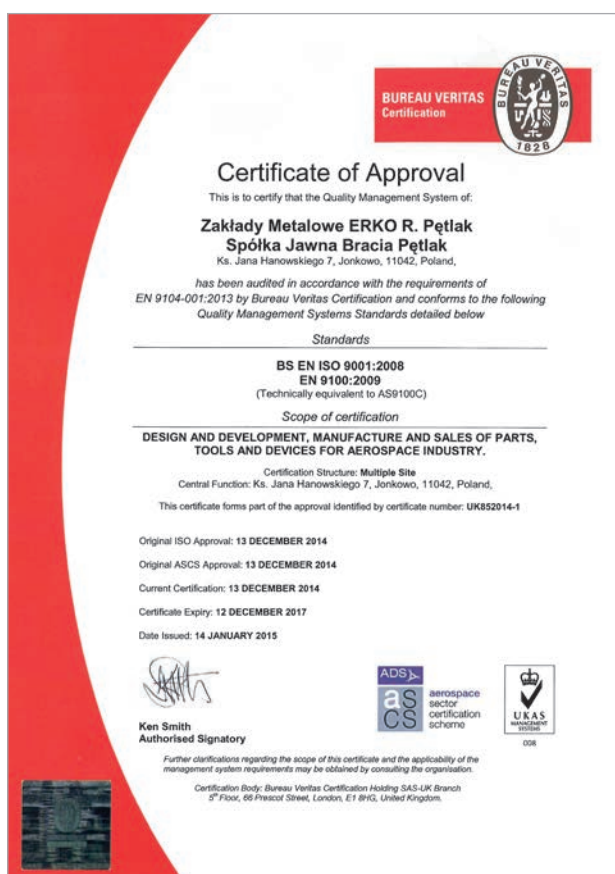 BUREAU VERITAS
Certification
BUREAU VERITAS
1828
Certificate of Approval
This is to certify that the Quality Management System of:
Zakłady Metalowe ERKO R. Pętlak
Spółka Jawna Bracia Pętlak
Ks. Jana Hanowskiego 7, Jonkowo, 11042, Poland,
has been audited in accordance with the requirements of
EN 9104-001:2013 by Bureau Veritas Certification and conforms to the following
Quality Management Systems Standards detailed below
Standards
BS EN ISO 9001:2008
EN 9100:2009
(Technically equivalent to AS9100C)
Scope of certification
DESIGN AND DEVELOPMENT, MANUFACTURE AND SALES OF PARTS,
TOOLS AND DEVICES FOR AEROSPACE INDUSTRY.
Certification Structure: Multiple Site
Central Function: Ks. Jana Hanowskiego 7, Jonkowo, 11042, Poland,
This certificate forms part of the approval identified by certificate number: UK852014-1
Original ISO Approval: 13 DECEMBER 2014
Original ASCS Approval: 13 DECEMBER 2014
Current Certification: 13 DECEMBER 2014
Certificate Expiry: 12 DECEMBER 2017
Date Issued: 14 JANUARY 2015
Ken Smith
Authorised Signatory
ADS
as
CS
aerospace
sector
certification
scheme
UKAS
MANAGEMENT
SYSTEMS
008
Further clarifications regarding the scope of this certificate and the applicability of the
management system requirements may be obtained by consulting the organisation.
Certification Body: Bureau Veritas Certification Holding SAS-UK Branch
5th Floor, 66 Prescot Street, London, E1 8HG, United Kingdom.